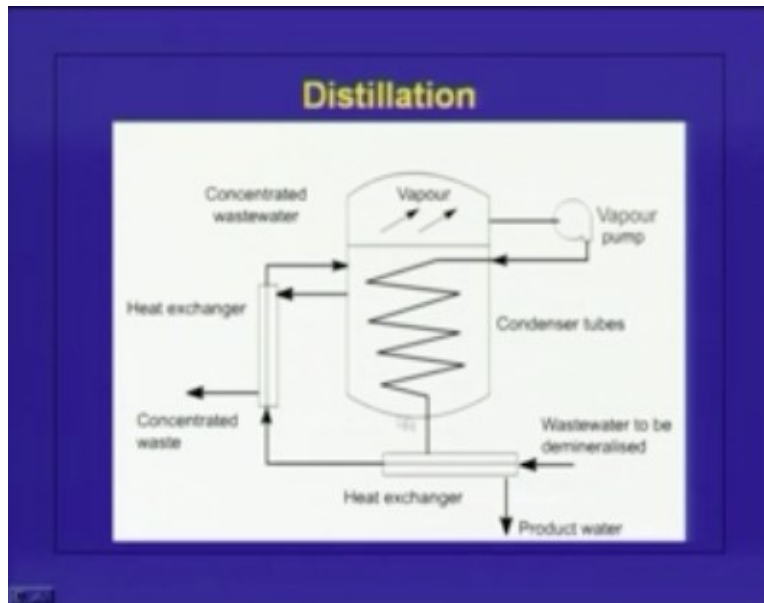 Distillation
Concentrated
wastewater
Vapour
Vapour
pump
Heat exchanger
Condenser tubes
Concentrated
waste
Wastewater to be
demineralised
Heat exchanger
Product water